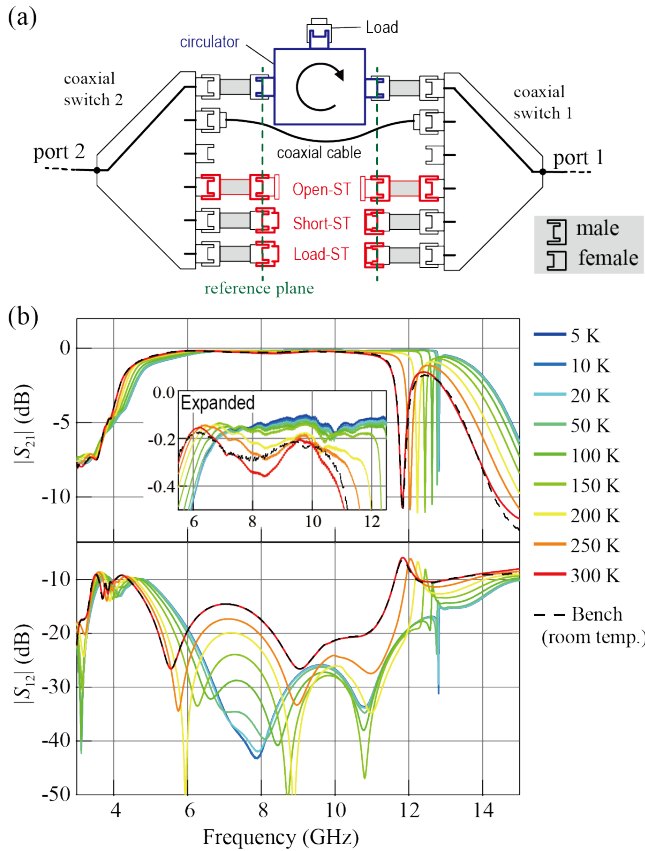 (a)
Load
circulator
coaxial
switch 2
coaxial
switch 1
port 2
port 1
coaxial cable
Open-ST
Short-ST
Load-ST
male
female
reference plane
(b)
0
-5
-10
|S21| (dB)
Expanded
0.0
-0.2
-0.4
6
8
10
12
-10
-20
-30
-40
-50
|S12| (dB)
4
6
8
10
12
14
Frequency (GHz)
5 K
10 K
20 K
50 K
100 K
150 K
200 K
250 K
300 K
Bench
(room temp.)